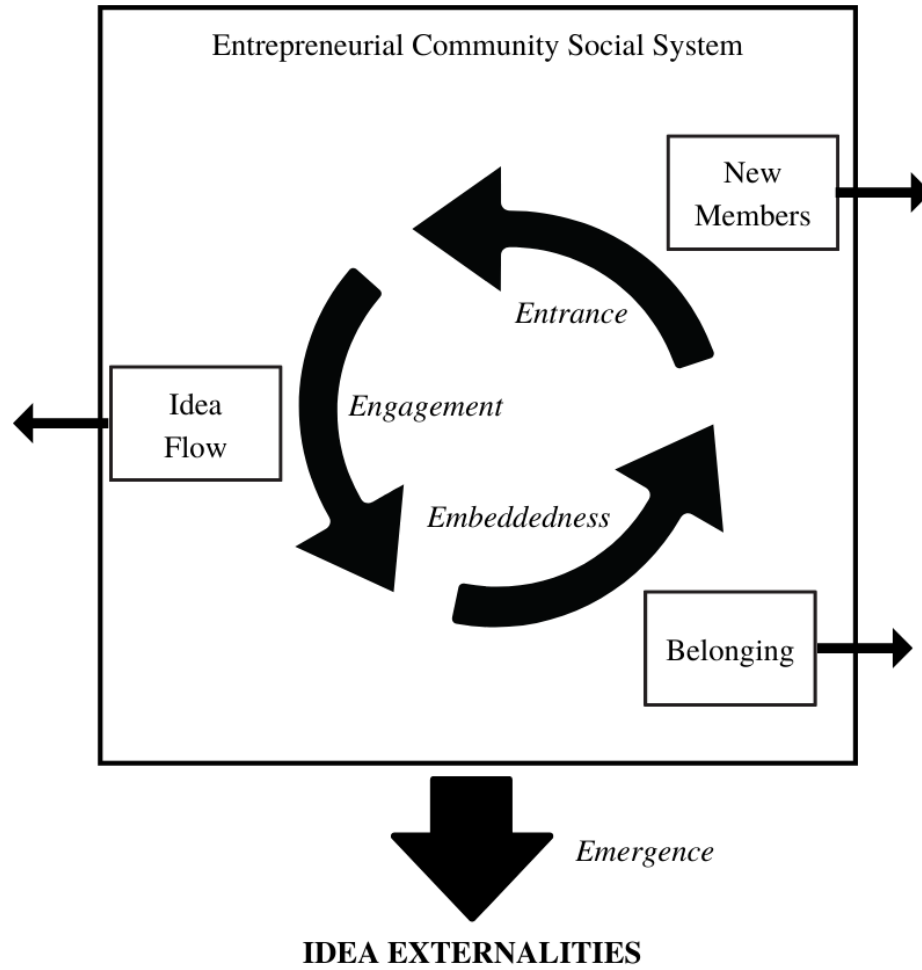 Entrepreneurial Community Social System
New
Members
Entrance
Idea
Flow
Engagement
Embeddedness
Belonging
Emergence
IDEA EXTERNALITIES